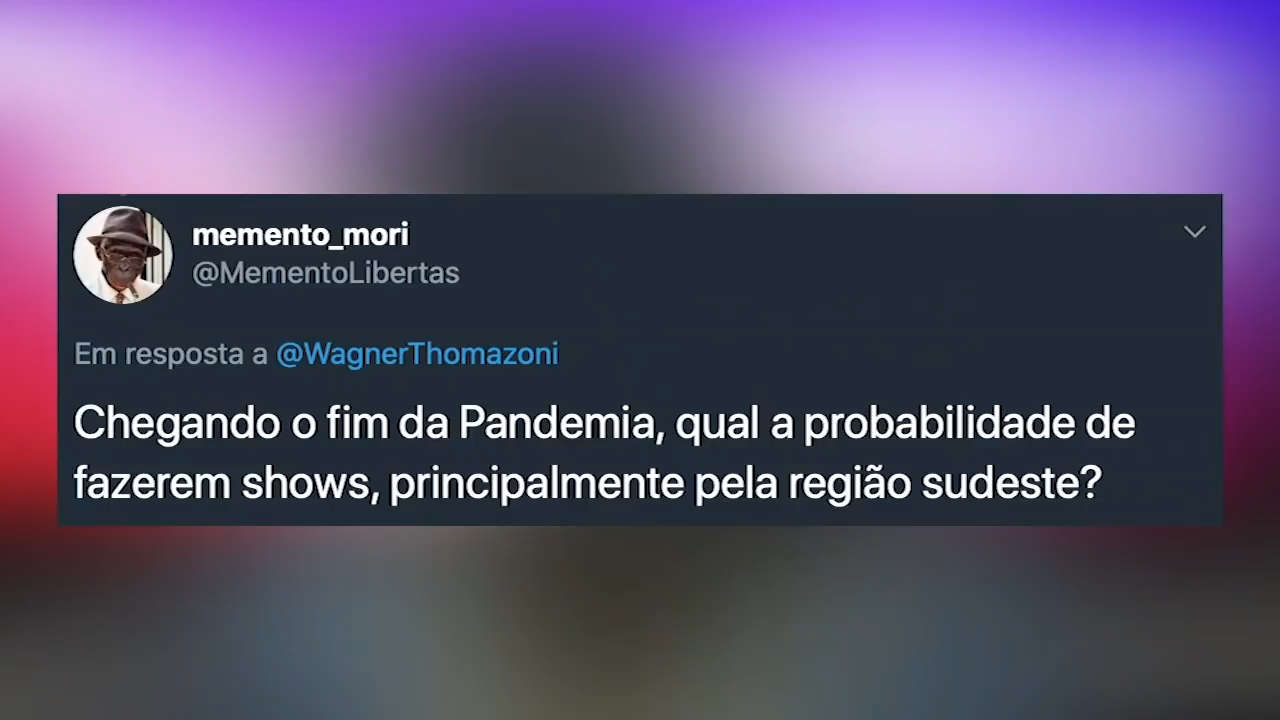 memento_mori
@MementoLibertas
Em resposta a @WagnerThomazoni
Chegando o fim da Pandemia, qual a probabilidade de
fazerem shows, principalmente pela região sudeste?